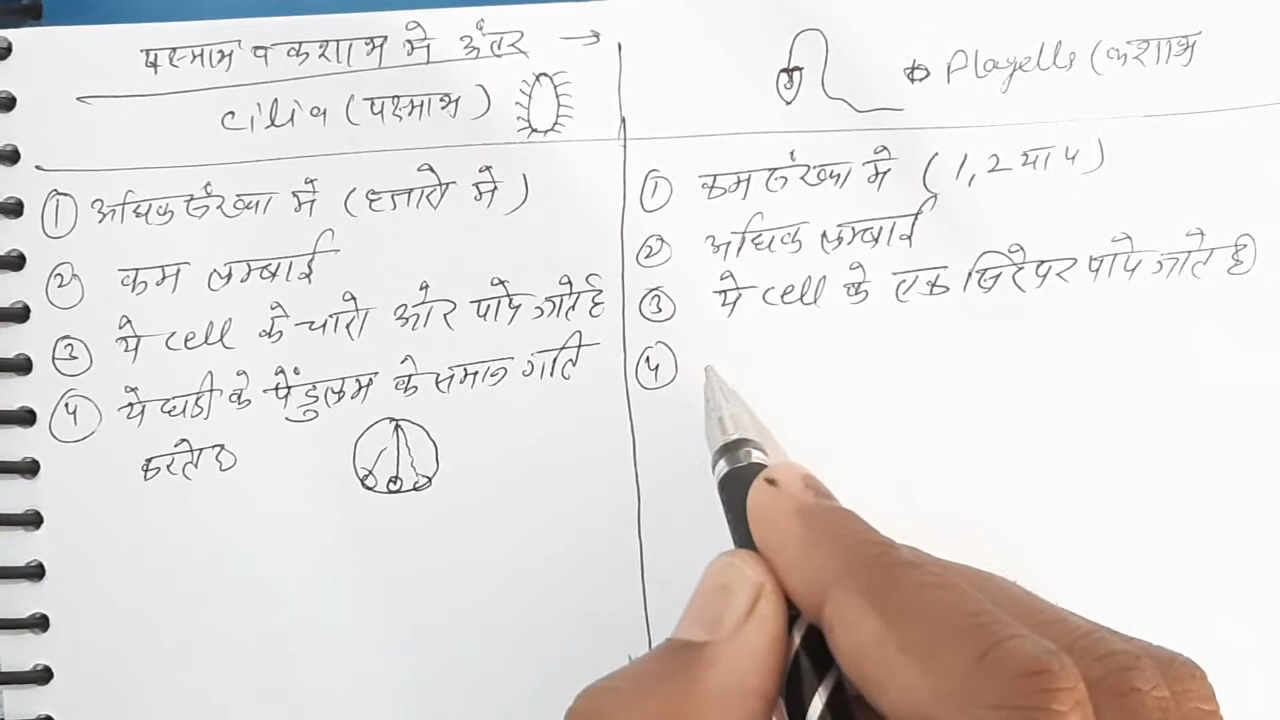 पक्ष्माभ व कशाभ में अंतर →
cilia (पक्ष्माभ)
① अधिक संख्या में (हजारो में)
② कम लम्बाई
③ ये cell के चारो ओर पाये जाते है
④ ये घडी के पेंडुलम के समान गति
करते है
Flagella (कशाभ
① कम संख्या में (1, 2 या 4)
② अधिक लम्बाई
③ ये cell के एक सिरे पर पाये जाते है
④